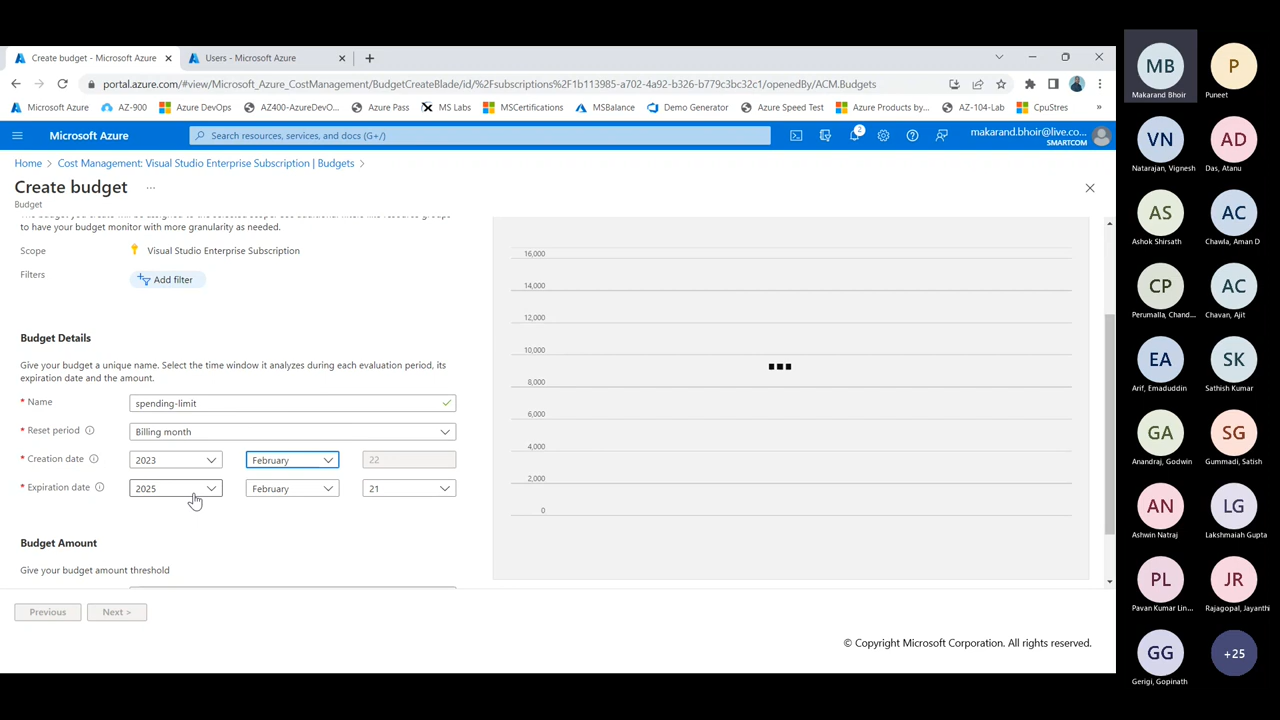 Create budget - Microsoft Azure
Users - Microsoft Azure
portal.azure.com/#view/Microsoft_Azure_CostManagement/BudgetCreateBlade/id/%2Fsubscriptions%2F1b113985-a702-4a92-b326-b779c3bc32c1/openedBy/ACM.Budgets
Microsoft Azure
AZ-900
Azure DevOps
AZ400-AzureDevO...
Azure Pass
MS Labs
MSCertifications
MSBalance
Demo Generator
Azure Speed Test
Azure Products by...
AZ-104-Lab
CpuStres
»
Microsoft Azure
Search resources, services, and docs (G+/)
2
makarand.bhoir@live.co...
SMARTCOM
Home > Cost Management: Visual Studio Enterprise Subscription | Budgets >
Create budget ...
Budget
to have your budget monitor with more granularity as needed.
Scope
Visual Studio Enterprise Subscription
Filters
Add filter
Budget Details
Give your budget a unique name. Select the time window it analyzes during each evaluation period, its
expiration date and the amount.
* Name
spending-limit
* Reset period
Billing month
* Creation date
2023
February
22
* Expiration date
2025
February
21
Budget Amount
Give your budget amount threshold
16,000
14,000
12,000
10,000
8,000
6,000
4,000
2,000
0
Previous
Next >
© Copyright Microsoft Corporation. All rights reserved.
MB
Makarand Bhoir
P
Puneet
VN
Natarajan, Vignesh
AD
Das, Atanu
AS
Ashok Shirsath
AC
Chawla, Aman D
CP
Perumalla, Chand...
AC
Chavan, Ajit
EA
Arif, Emaduddin
SK
Sathish Kumar
GA
Anandraj, Godwin
SG
Gummadi, Satish
AN
Ashwin Natraj
LG
Lakshmaiah Gupta
PL
Pavan Kumar Lin...
JR
Rajagopal, Jayanthi
GG
Gerigi, Gopinath
+25